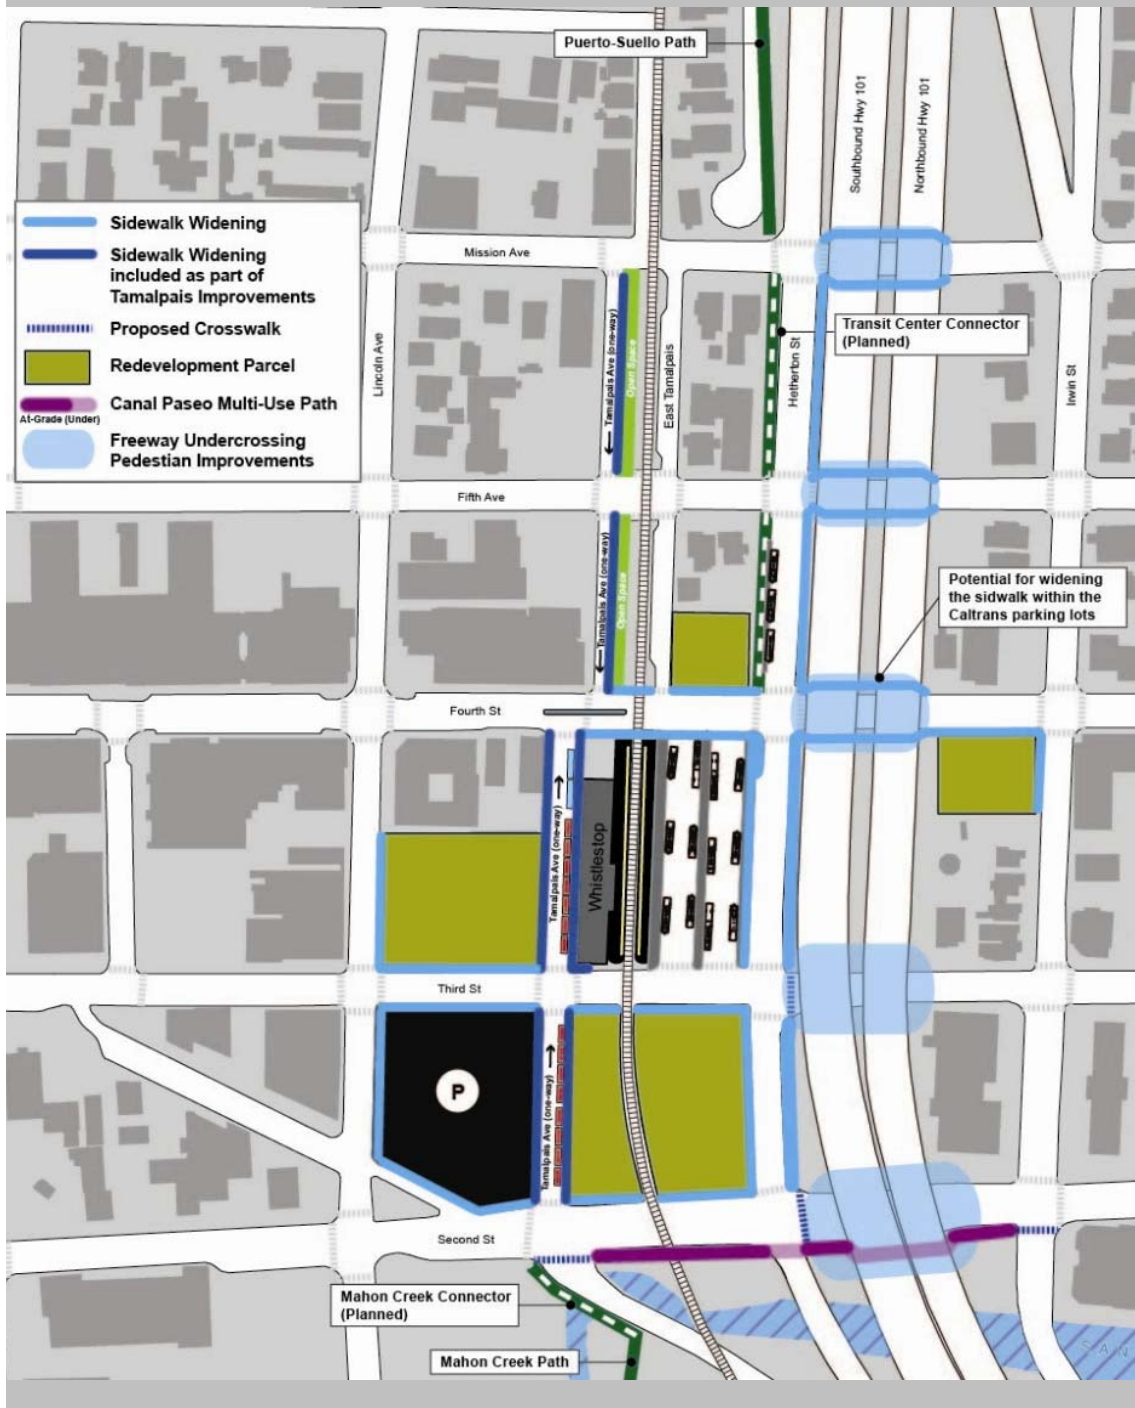 Puerto-Suello Path
Southbound Hwy 101
Northbound Hwy 101
Sidewalk Widening
Sidewalk Widening
included as part of
Tamalpais Improvements
Proposed Crosswalk
Redevelopment Parcel
Canal Paseo Multi-Use Path
At-Grade (Under)
Freeway Undercrossing
Pedestian Improvements
Mission Ave
Lincoln Ave
Tamalpais Ave (one-way)
Open Space
East Tamalpais
Hetherton St
Transit Center Connector
(Planned)
Irwin St
Fifth Ave
Tamalpais Ave (one-way)
Open Space
Potential for widening
the sidwalk within the
Caltrans parking lots
Fourth St
Tamalpais Ave (one-way)
Whistlestop
Third St
P
Tamalpais Ave (one-way)
Second St
Mahon Creek Connector
(Planned)
Mahon Creek Path
SAN